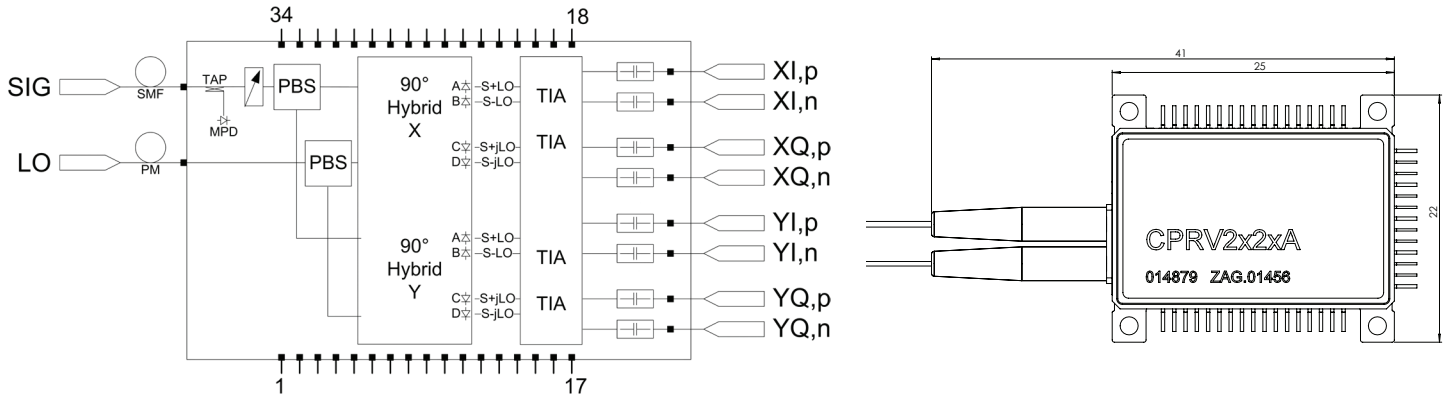 34 18
SIG
SMF
TAP
MPD
PBS
LO
PM
PBS
90°
Hybrid
X
A S+LO
B S-LO
C S+jLO
D S-jLO
90°
Hybrid
Y
A S+LO
B S-LO
C S+jLO
D S-jLO
TIA
TIA
TIA
TIA
XI,p
XI,n
XQ,p
XQ,n
YI,p
YI,n
YQ,p
YQ,n
1 17
41
25
22
CPRV2x2xA
014879 ZAG.01456